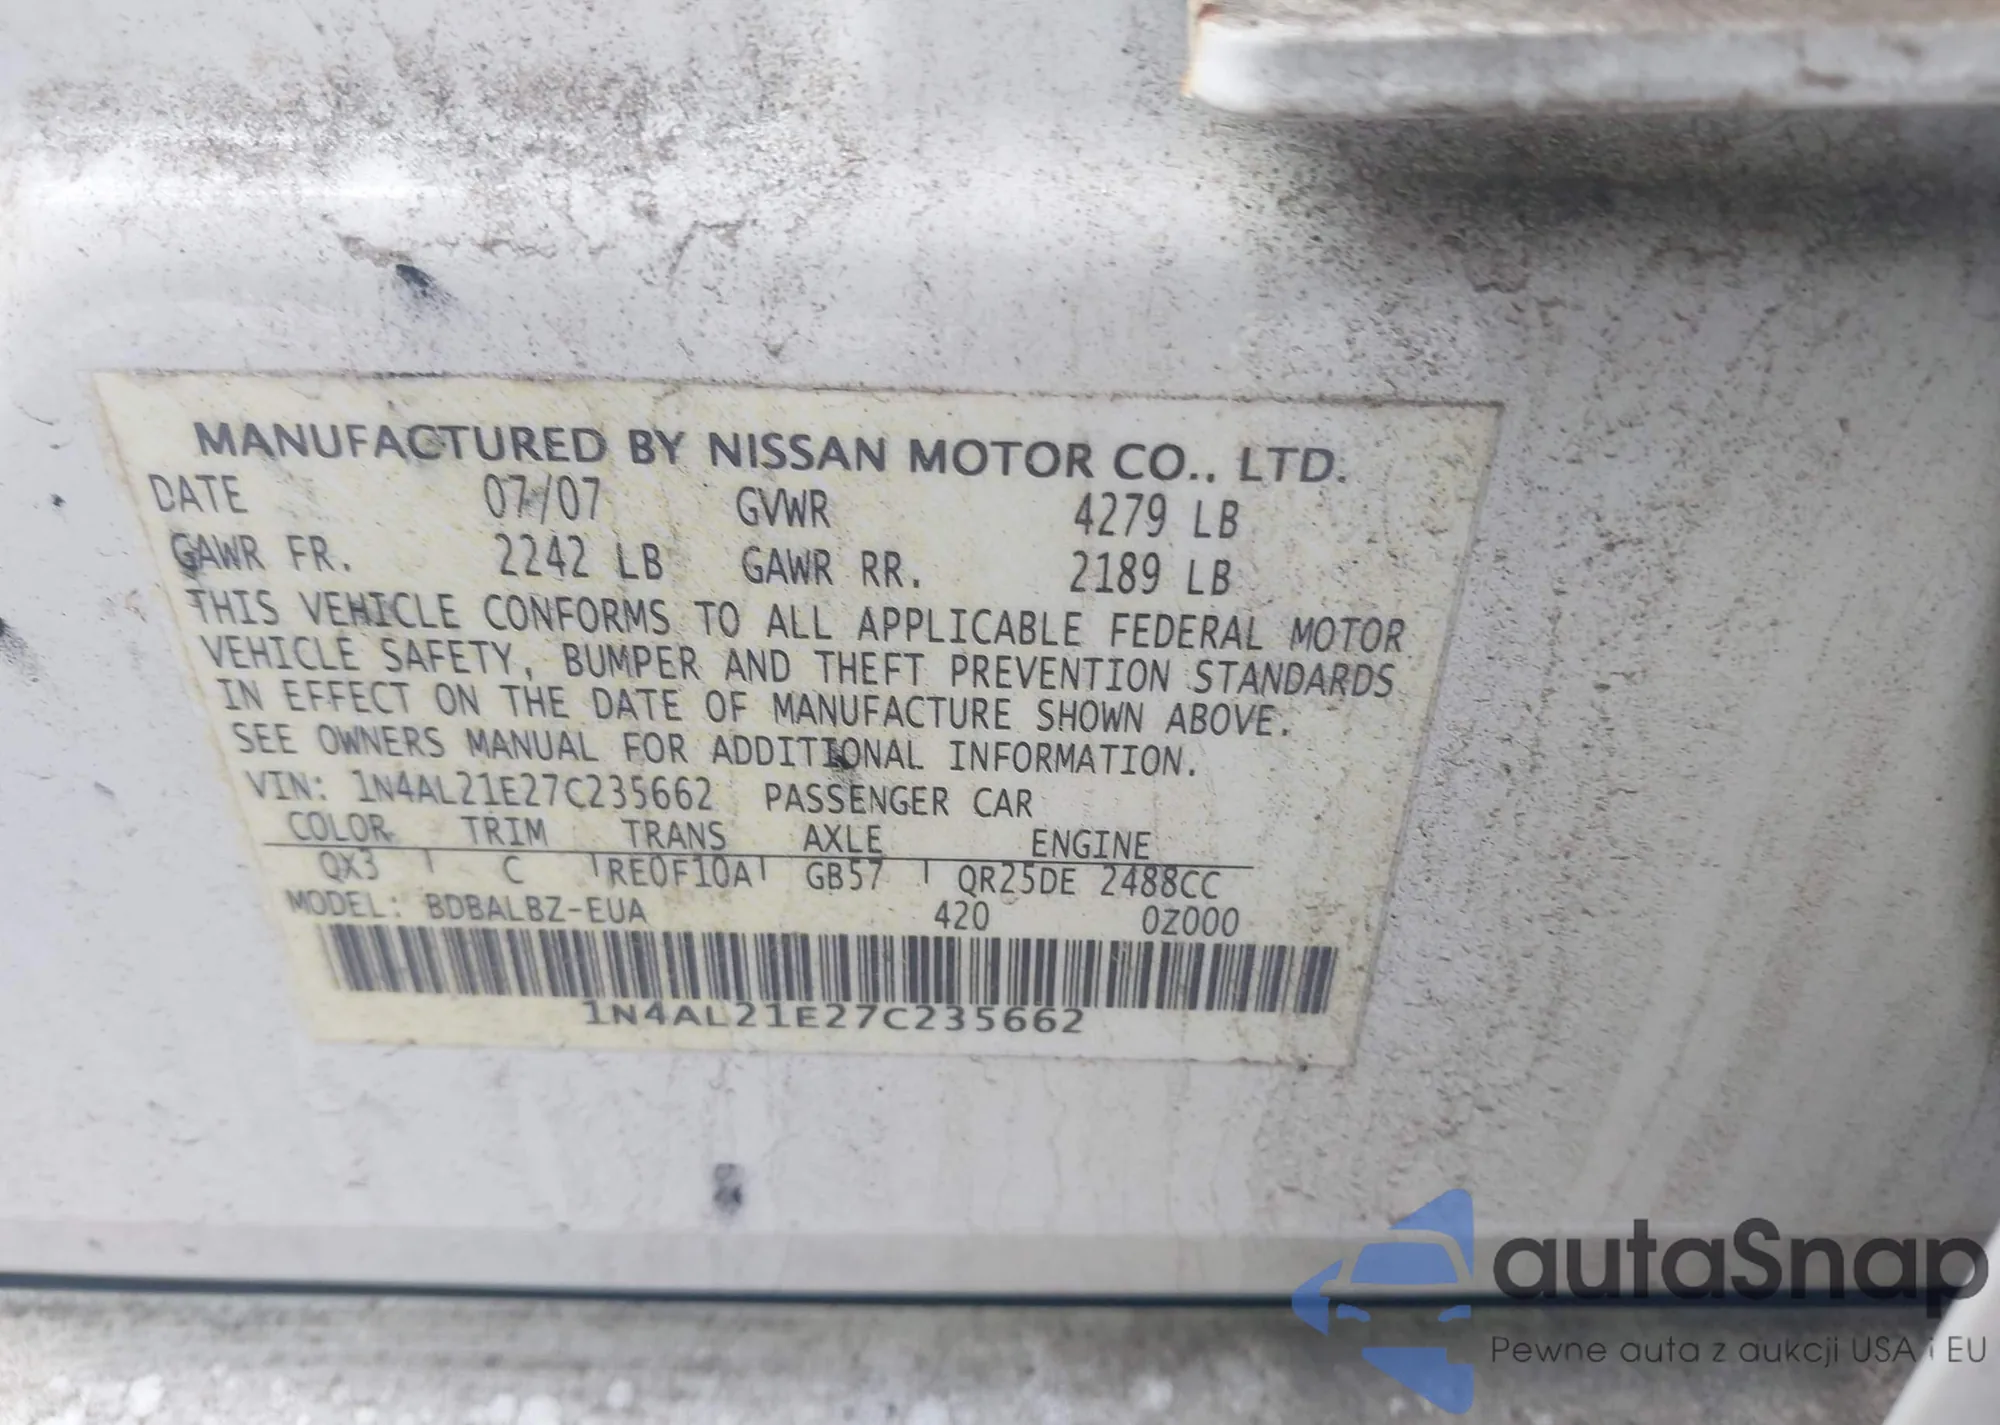 MANUFACTURED BY NISSAN MOTOR CO., LTD.
DATE 07/07 GVWR 4279 LB
GAWR FR. 2242 LB GAWR RR. 2189 LB
THIS VEHICLE CONFORMS TO ALL APPLICABLE FEDERAL MOTOR
VEHICLE SAFETY, BUMPER AND THEFT PREVENTION STANDARDS
IN EFFECT ON THE DATE OF MANUFACTURE SHOWN ABOVE.
SEE OWNERS MANUAL FOR ADDITIONAL INFORMATION.
VIN: 1N4AL21E27C235662 PASSENGER CAR
COLOR TRIM TRANS AXLE ENGINE
QX3 C RE0F10A GB57 QR25DE 2488CC
MODEL: BDBALBZ-EUA 420 0Z000
1N4AL21E27C235662
autaSnap
Pewne auta z aukcji USA i EU